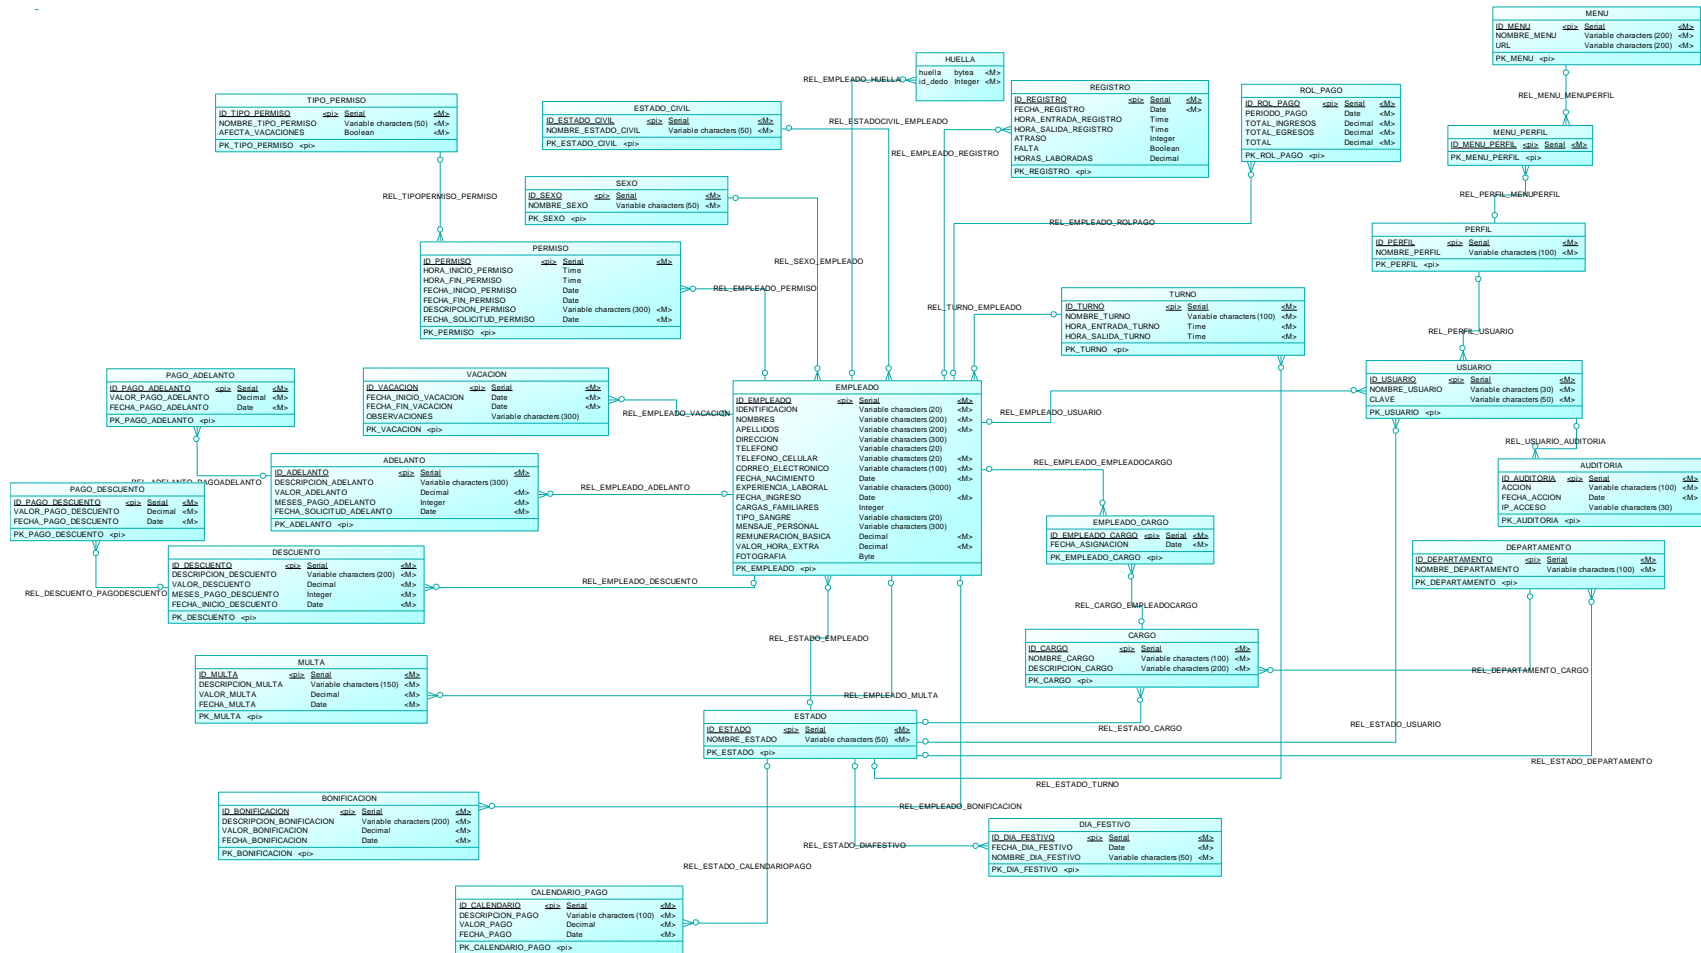 MENU
ID_MENU <pi> Serial <M>
NOMBRE_MENU Variable characters (200) <M>
URL Variable characters (200) <M>
PK_MENU <pi>
REL_MENU_MENUPERFIL
HUELLA
huella bytea <M>
id_dedo Integer <M>
REL_EMPLEADO_HUELLA
REGISTRO
ID_REGISTRO <pi> Serial <M>
FECHA_REGISTRO Date <M>
HORA_ENTRADA_REGISTRO Time
HORA_SALIDA_REGISTRO Time
ATRASO Integer
FALTA Boolean
HORAS_LABORADAS Decimal
PK_REGISTRO <pi>
REL_EMPLEADO_REGISTRO
ROL_PAGO
ID_ROL_PAGO <pi> Serial <M>
PERIODO_PAGO Date <M>
TOTAL_INGRESOS Decimal <M>
TOTAL_EGRESOS Decimal <M>
TOTAL Decimal <M>
PK_ROL_PAGO <pi>
REL_EMPLEADO_ROLPAGO
TIPO_PERMISO
ID_TIPO_PERMISO <pi> Serial <M>
NOMBRE_TIPO_PERMISO Variable characters (50) <M>
AFECTA_VACACIONES Boolean <M>
PK_TIPO_PERMISO <pi>
REL_TIPOPERMISO_PERMISO
ESTADO_CIVIL
ID_ESTADO_CIVIL <pi> Serial <M>
NOMBRE_ESTADO_CIVIL Variable characters (50) <M>
PK_ESTADO_CIVIL <pi>
REL_ESTADOCIVIL_EMPLEADO
MENU_PERFIL
ID_MENU_PERFIL <pi> Serial <M>
PK_MENU_PERFIL <pi>
REL_PERFIL_MENUPERFIL
SEXO
ID_SEXO <pi> Serial <M>
NOMBRE_SEXO Variable characters (50) <M>
PK_SEXO <pi>
REL_SEXO_EMPLEADO
PERFIL
ID_PERFIL <pi> Serial <M>
NOMBRE_PERFIL Variable characters (100) <M>
PK_PERFIL <pi>
REL_PERFIL_USUARIO
PERMISO
ID_PERMISO <pi> Serial <M>
HORA_INICIO_PERMISO Time
HORA_FIN_PERMISO Time
FECHA_INICIO_PERMISO Date
FECHA_FIN_PERMISO Date
DESCRIPCION_PERMISO Variable characters (300) <M>
FECHA_SOLICITUD_PERMISO Date <M>
PK_PERMISO <pi>
REL_EMPLEADO_PERMISO
TURNO
ID_TURNO <pi> Serial <M>
NOMBRE_TURNO Variable characters (100) <M>
HORA_ENTRADA_TURNO Time <M>
HORA_SALIDA_TURNO Time <M>
PK_TURNO <pi>
REL_TURNO_EMPLEADO
PAGO_ADELANTO
ID_PAGO_ADELANTO <pi> Serial <M>
VALOR_PAGO_ADELANTO Decimal <M>
FECHA_PAGO_ADELANTO Date <M>
PK_PAGO_ADELANTO <pi>
REL_ADELANTO_PAGOADELANTO
VACACION
ID_VACACION <pi> Serial <M>
FECHA_INICIO_VACACION Date <M>
FECHA_FIN_VACACION Date <M>
OBSERVACIONES Variable characters (300)
PK_VACACION <pi>
REL_EMPLEADO_VACACION
EMPLEADO
ID_EMPLEADO <pi> Serial <M>
IDENTIFICACION Variable characters (20) <M>
NOMBRES Variable characters (200) <M>
APELLIDOS Variable characters (200) <M>
DIRECCION Variable characters (300)
TELEFONO Variable characters (20)
TELEFONO_CELULAR Variable characters (20) <M>
CORREO_ELECTRONICO Variable characters (100) <M>
FECHA_NACIMIENTO Date <M>
EXPERIENCIA_LABORAL Variable characters (3000)
FECHA_INGRESO Date <M>
CARGAS_FAMILIARES Integer
TIPO_SANGRE Variable characters (20)
MENSAJE_PERSONAL Variable characters (300)
REMUNERACION_BASICA Decimal <M>
VALOR_HORA_EXTRA Decimal <M>
FOTOGRAFIA Byte
PK_EMPLEADO <pi>
USUARIO
ID_USUARIO <pi> Serial <M>
NOMBRE_USUARIO Variable characters (30) <M>
CLAVE Variable characters (50) <M>
PK_USUARIO <pi>
REL_EMPLEADO_USUARIO
REL_USUARIO_AUDITORIA
AUDITORIA
ID_AUDITORIA <pi> Serial <M>
ACCION Variable characters (100) <M>
FECHA_ACCION Date <M>
IP_ACCESO Variable characters (30)
PK_AUDITORIA <pi>
ADELANTO
ID_ADELANTO <pi> Serial <M>
DESCRIPCION_ADELANTO Variable characters (300)
VALOR_ADELANTO Decimal <M>
MESES_PAGO_ADELANTO Integer <M>
FECHA_SOLICITUD_ADELANTO Date <M>
PK_ADELANTO <pi>
REL_EMPLEADO_ADELANTO
REL_EMPLEADO_EMPLEADOCARGO
PAGO_DESCUENTO
ID_PAGO_DESCUENTO <pi> Serial <M>
VALOR_PAGO_DESCUENTO Decimal <M>
FECHA_PAGO_DESCUENTO Date <M>
PK_PAGO_DESCUENTO <pi>
REL_DESCUENTO_PAGODESCUENTO
EMPLEADO_CARGO
ID_EMPLEADO_CARGO <pi> Serial <M>
FECHA_ASIGNACION Date <M>
PK_EMPLEADO_CARGO <pi>
REL_CARGO_EMPLEADOCARGO
DEPARTAMENTO
ID_DEPARTAMENTO <pi> Serial <M>
NOMBRE_DEPARTAMENTO Variable characters (100) <M>
PK_DEPARTAMENTO <pi>
REL_DEPARTAMENTO_CARGO
DESCUENTO
ID_DESCUENTO <pi> Serial <M>
DESCRIPCION_DESCUENTO Variable characters (200) <M>
VALOR_DESCUENTO Decimal <M>
MESES_PAGO_DESCUENTO Integer <M>
FECHA_INICIO_DESCUENTO Date <M>
PK_DESCUENTO <pi>
REL_EMPLEADO_DESCUENTO
REL_ESTADO_EMPLEADO
CARGO
ID_CARGO <pi> Serial <M>
NOMBRE_CARGO Variable characters (100) <M>
DESCRIPCION_CARGO Variable characters (200) <M>
PK_CARGO <pi>
MULTA
ID_MULTA <pi> Serial <M>
DESCRIPCION_MULTA Variable characters (150) <M>
VALOR_MULTA Decimal <M>
FECHA_MULTA Date <M>
PK_MULTA <pi>
REL_EMPLEADO_MULTA
ESTADO
ID_ESTADO <pi> Serial <M>
NOMBRE_ESTADO Variable characters (50) <M>
PK_ESTADO <pi>
REL_ESTADO_CARGO
REL_ESTADO_USUARIO
REL_ESTADO_DEPARTAMENTO
REL_ESTADO_TURNO
BONIFICACION
ID_BONIFICACION <pi> Serial <M>
DESCRIPCION_BONIFICACION Variable characters (200) <M>
VALOR_BONIFICACION Decimal <M>
FECHA_BONIFICACION Date <M>
PK_BONIFICACION <pi>
REL_EMPLEADO_BONIFICACION
DIA_FESTIVO
ID_DIA_FESTIVO <pi> Serial <M>
FECHA_DIA_FESTIVO Date <M>
NOMBRE_DIA_FESTIVO Variable characters (50) <M>
PK_DIA_FESTIVO <pi>
REL_ESTADO_DIAFESTIVO
REL_ESTADO_CALENDARIOPAGO
CALENDARIO_PAGO
ID_CALENDARIO <pi> Serial <M>
DESCRIPCION_PAGO Variable characters (100) <M>
VALOR_PAGO Decimal <M>
FECHA_PAGO Date <M>
PK_CALENDARIO_PAGO <pi>